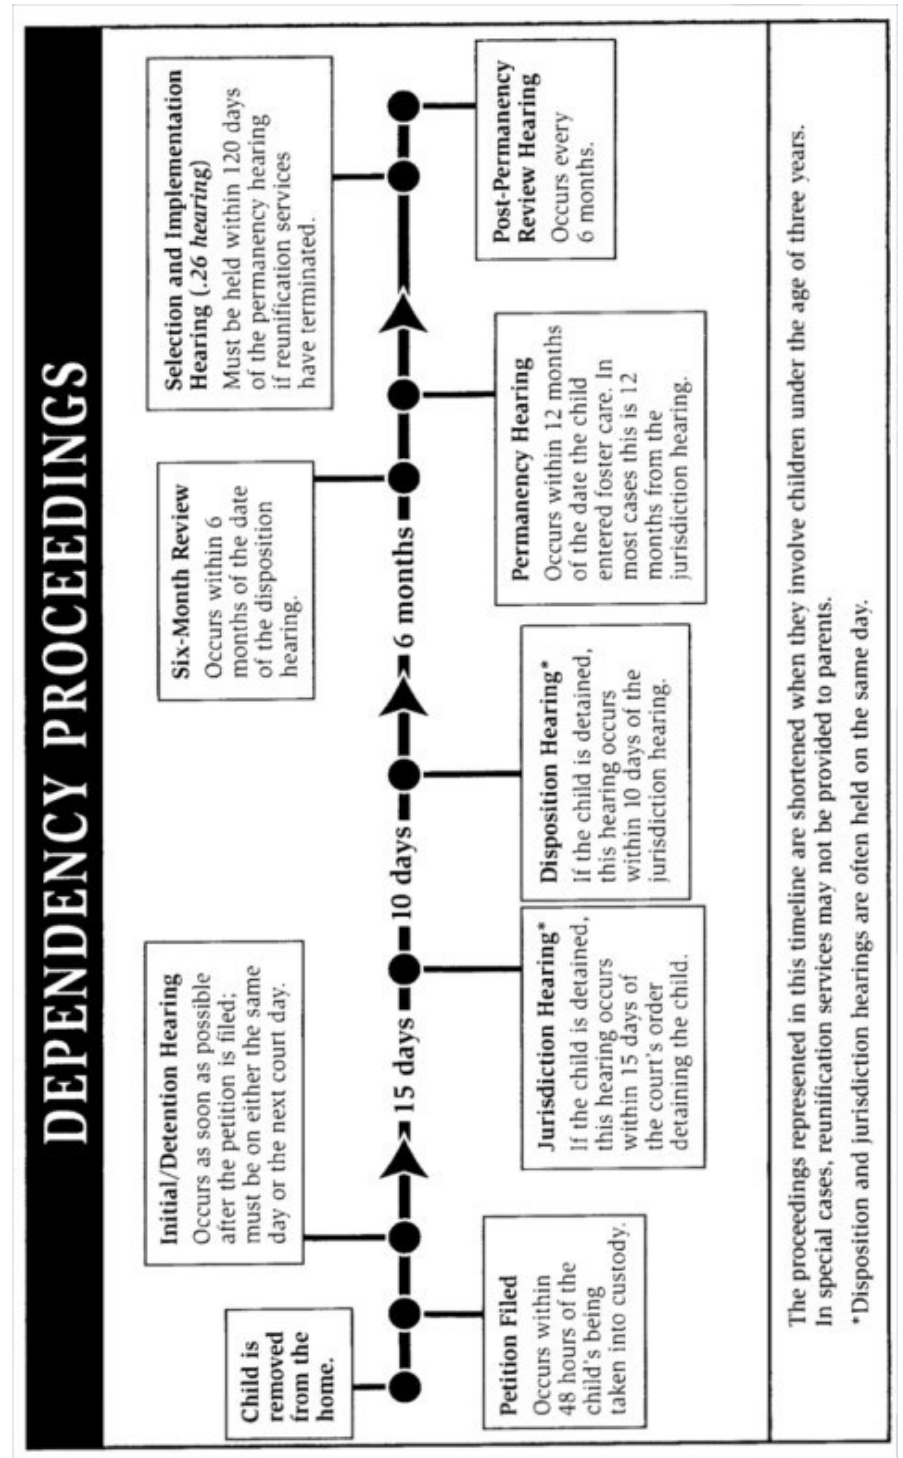 DEPENDENCY PROCEEDINGS
Child is
removed
from the
home.
Petition Filed
Occurs within
48 hours of the
child's being
taken into custody.
Initial/Detention Hearing
Occurs as soon as possible
after the petition is filed;
must be on either the same
day or the next court day.
15 days
Jurisdiction Hearing*
If the child is detained,
this hearing occurs
within 15 days of
the court's order
detaining the child.
10 days
Disposition Hearing*
If the child is detained,
this hearing occurs
within 10 days of the
jurisdiction hearing.
6 months
Six-Month Review
Occurs within 6
months of the date
of the disposition
hearing.
Permanency Hearing
Occurs within 12 months
of the date the child
entered foster care. In
most cases this is 12
months from the
jurisdiction hearing.
Selection and Implementation
Hearing (.26 hearing)
Must be held within 120 days
of the permanency hearing
if reunification services
have terminated.
Post-Permanency
Review Hearing
Occurs every
6 months.
The proceedings represented in this timeline are shortened when they involve children under the age of three years.
In special cases, reunification services may not be provided to parents.
*Disposition and jurisdiction hearings are often held on the same day.